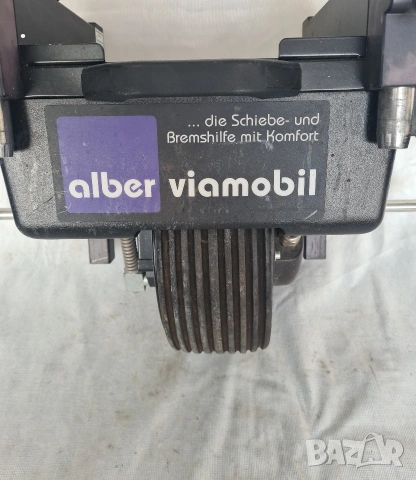 ... die Schiebe- und
Bremshilfe mit Komfort
alber viamobil
BAZAR